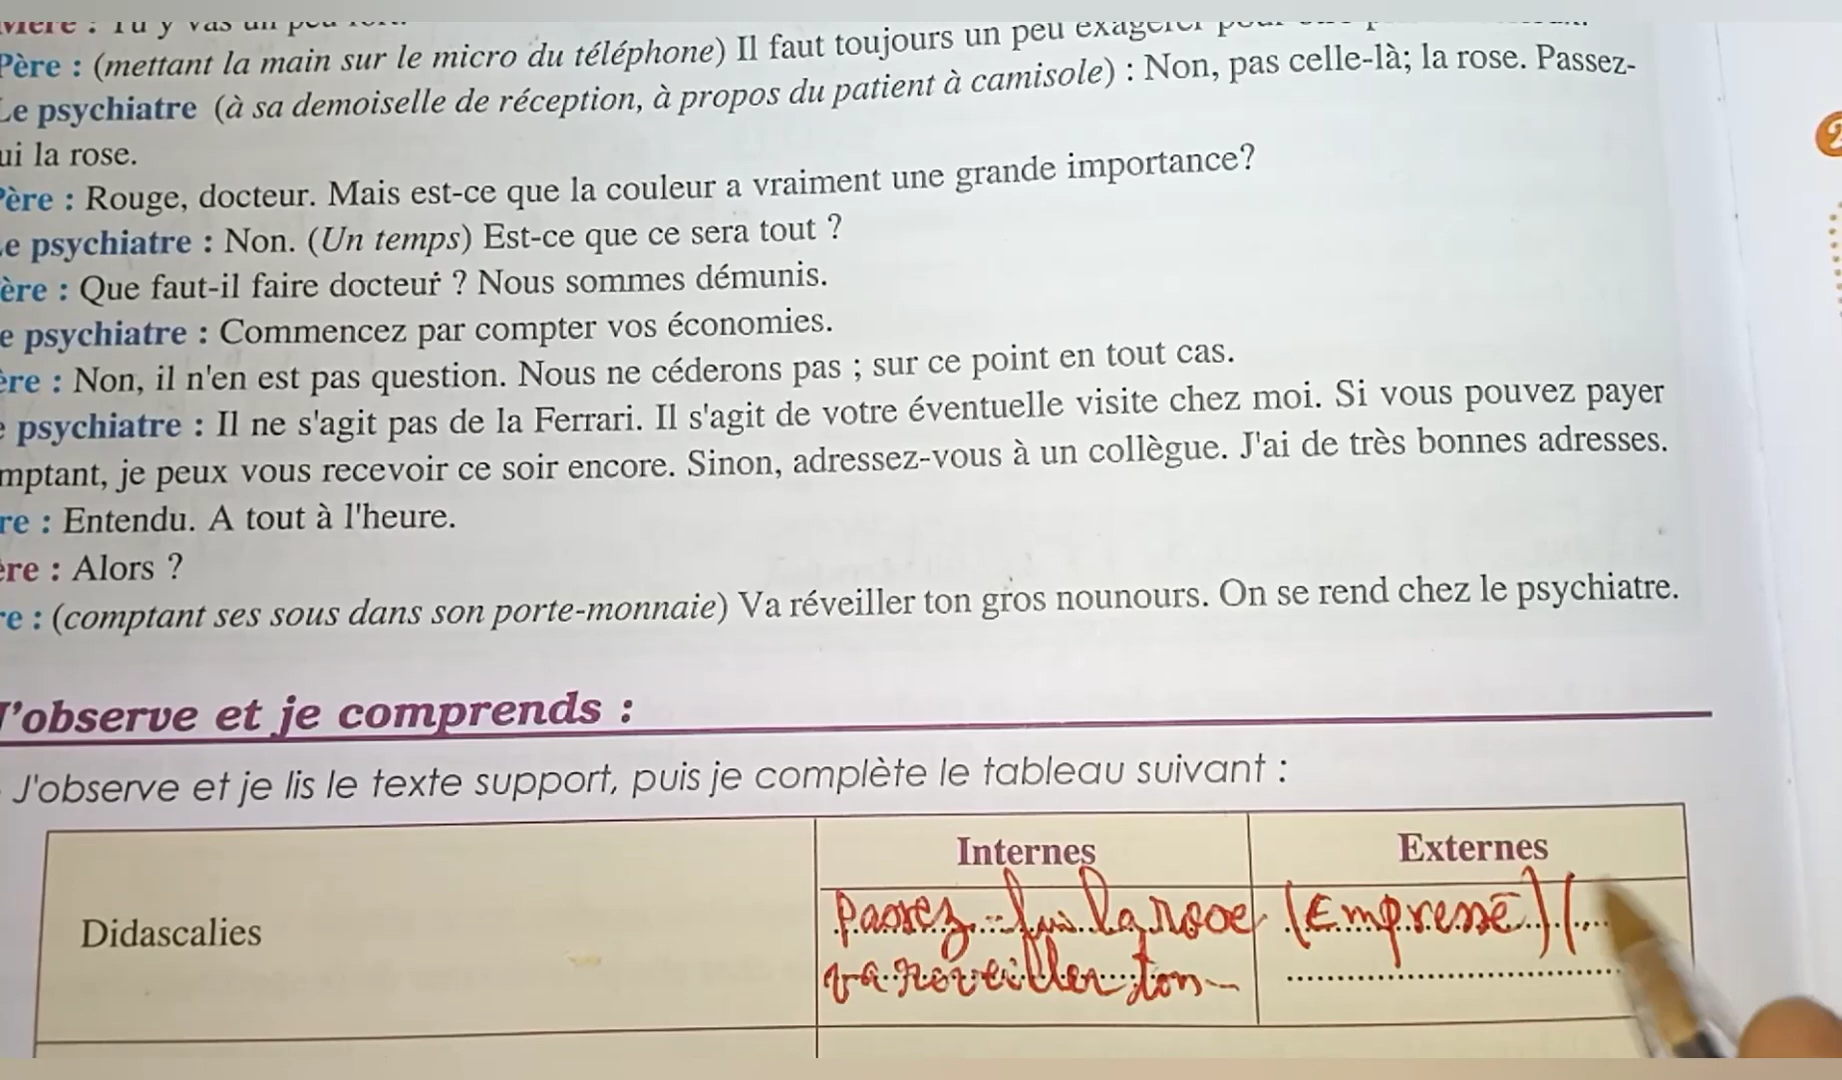 Mère : Tu y vas un peu fort.
Père : (mettant la main sur le micro du téléphone) Il faut toujours un peu exagérer
Le psychiatre (à sa demoiselle de réception, à propos du patient à camisole) : Non, pas celle-là; la rose. Passez-
ui la rose.
Père : Rouge, docteur. Mais est-ce que la couleur a vraiment une grande importance?
e psychiatre : Non. (Un temps) Est-ce que ce sera tout ?
ère : Que faut-il faire docteur ? Nous sommes démunis.
e psychiatre : Commencez par compter vos économies.
ère : Non, il n'en est pas question. Nous ne céderons pas ; sur ce point en tout cas.
e psychiatre : Il ne s'agit pas de la Ferrari. Il s'agit de votre éventuelle visite chez moi. Si vous pouvez payer
mptant, je peux vous recevoir ce soir encore. Sinon, adressez-vous à un collègue. J'ai de très bonnes adresses.
re : Entendu. A tout à l'heure.
ère : Alors ?
re : (comptant ses sous dans son porte-monnaie) Va réveiller ton gros nounours. On se rend chez le psychiatre.
J'observe et je comprends :
J'observe et je lis le texte support, puis je complète le tableau suivant :
Internes Externes
Didascalies Passez-lui la rose (Empressé) (
va réveiller ton